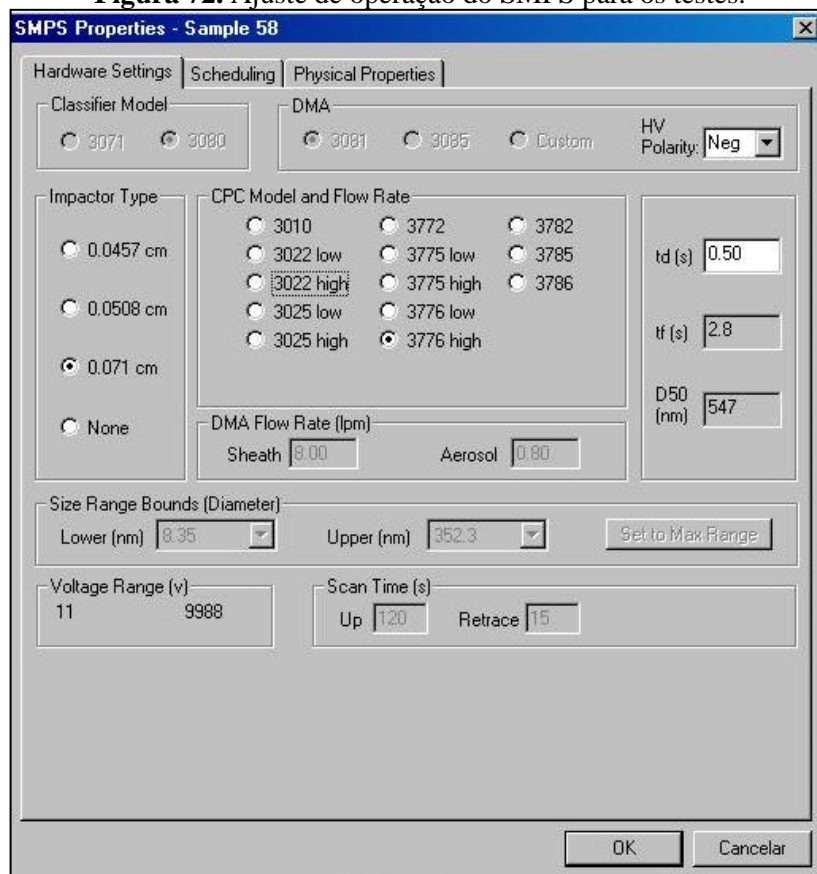 Figura 72. Ajuste de operação do SMPS para os testes.
SMPS Properties - Sample 58
Hardware Settings Scheduling Physical Properties
Classifier Model
3071 3080
DMA
3081 3085 Custom
HV Polarity: Neg
Impactor Type
0.0457 cm
0.0508 cm
0.071 cm
None
CPC Model and Flow Rate
3010 3772 3782
3022 low 3775 low 3785
3022 high 3775 high 3786
3025 low 3776 low
3025 high 3776 high
td (s) 0.50
tf (s) 2.8
D50 (nm) 547
DMA Flow Rate (lpm)
Sheath 8.00 Aerosol 0.80
Size Range Bounds (Diameter)
Lower (nm) 8.35 Upper (nm) 352.3 Set to Max Range
Voltage Range (v)
11 9988
Scan Time (s)
Up 120 Retrace 15
OK Cancelar